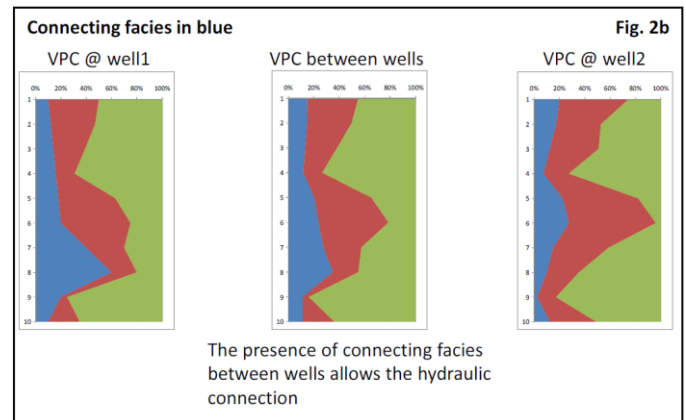 Connecting facies in blue Fig. 2b
VPC @ well1 VPC between wells VPC @ well2
0% 20% 40% 60% 80% 100% 0% 20% 40% 60% 80% 100% 0% 20% 40% 60% 80% 100%
1 1 1
2 2 2
3 3 3
4 4 4
5 5 5
6 6 6
7 7 7
8 8 8
9 9 9
10 10 10
The presence of connecting facies
between wells allows the hydraulic
connection